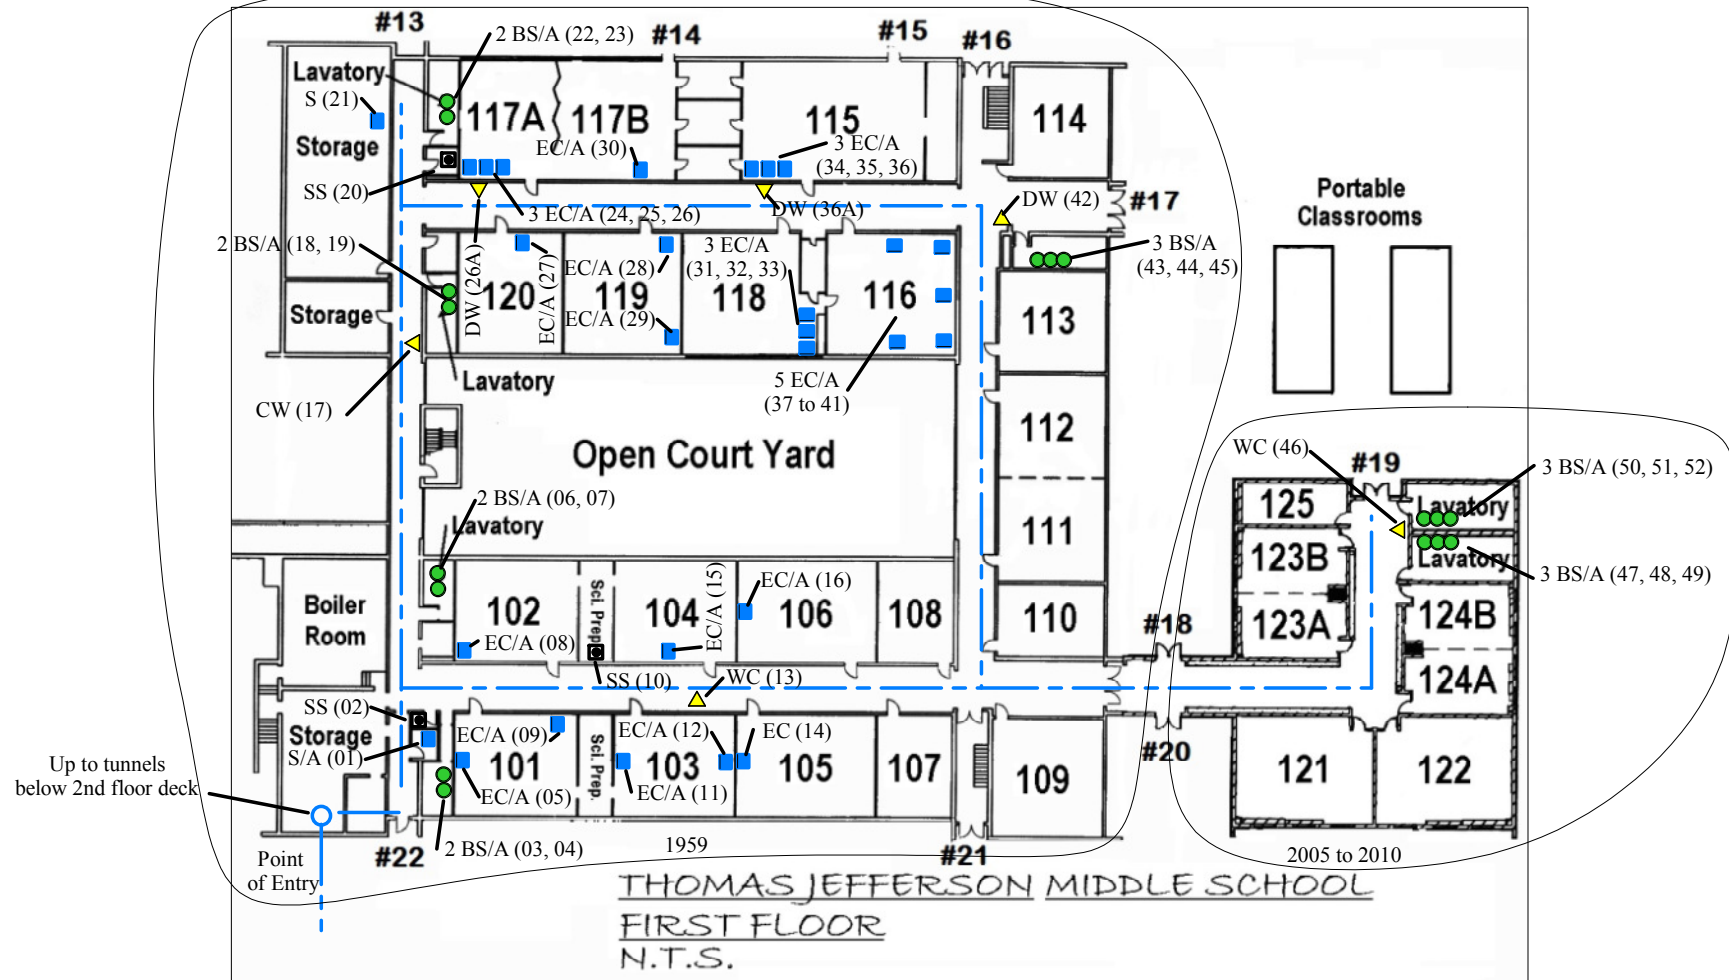 #13
2 BS/A (22, 23)
#14
#15
#16
Lavatory
S (21)
117A
117B
115
114
Storage
EC/A (30)
3 EC/A
(34, 35, 36)
SS (20)
3 EC/A (24, 25, 26)
DW (36A)
DW (42)
#17
Portable
Classrooms
2 BS/A (18, 19)
DW (26A)
EC/A (27)
EC/A (28)
3 EC/A
(31, 32, 33)
3 BS/A
(43, 44, 45)
120
119
118
116
113
Storage
EC/A (29)
Lavatory
5 EC/A
(37 to 41)
CW (17)
112
Open Court Yard
WC (46)
#19
3 BS/A (50, 51, 52)
2 BS/A (06, 07)
Lavatory
125
Lavatory
111
123B
Lavatory
3 BS/A (47, 48, 49)
Boiler
Room
102
Sci. Prep
104
EC/A (15)
EC/A (16)
106
108
110
#18
123A
124B
EC/A (08)
SS (10)
WC (13)
124A
SS (02)
Storage
S/A (01)
EC/A (09)
EC/A (12)
EC (14)
#20
Up to tunnels
below 2nd floor deck
101
Sci. Prep.
103
105
107
109
121
122
EC/A (05)
EC/A (11)
Point
of Entry
#22
2 BS/A (03, 04)
1959
#21
2005 to 2010
THOMAS JEFFERSON MIDDLE SCHOOL
FIRST FLOOR
N.T.S.